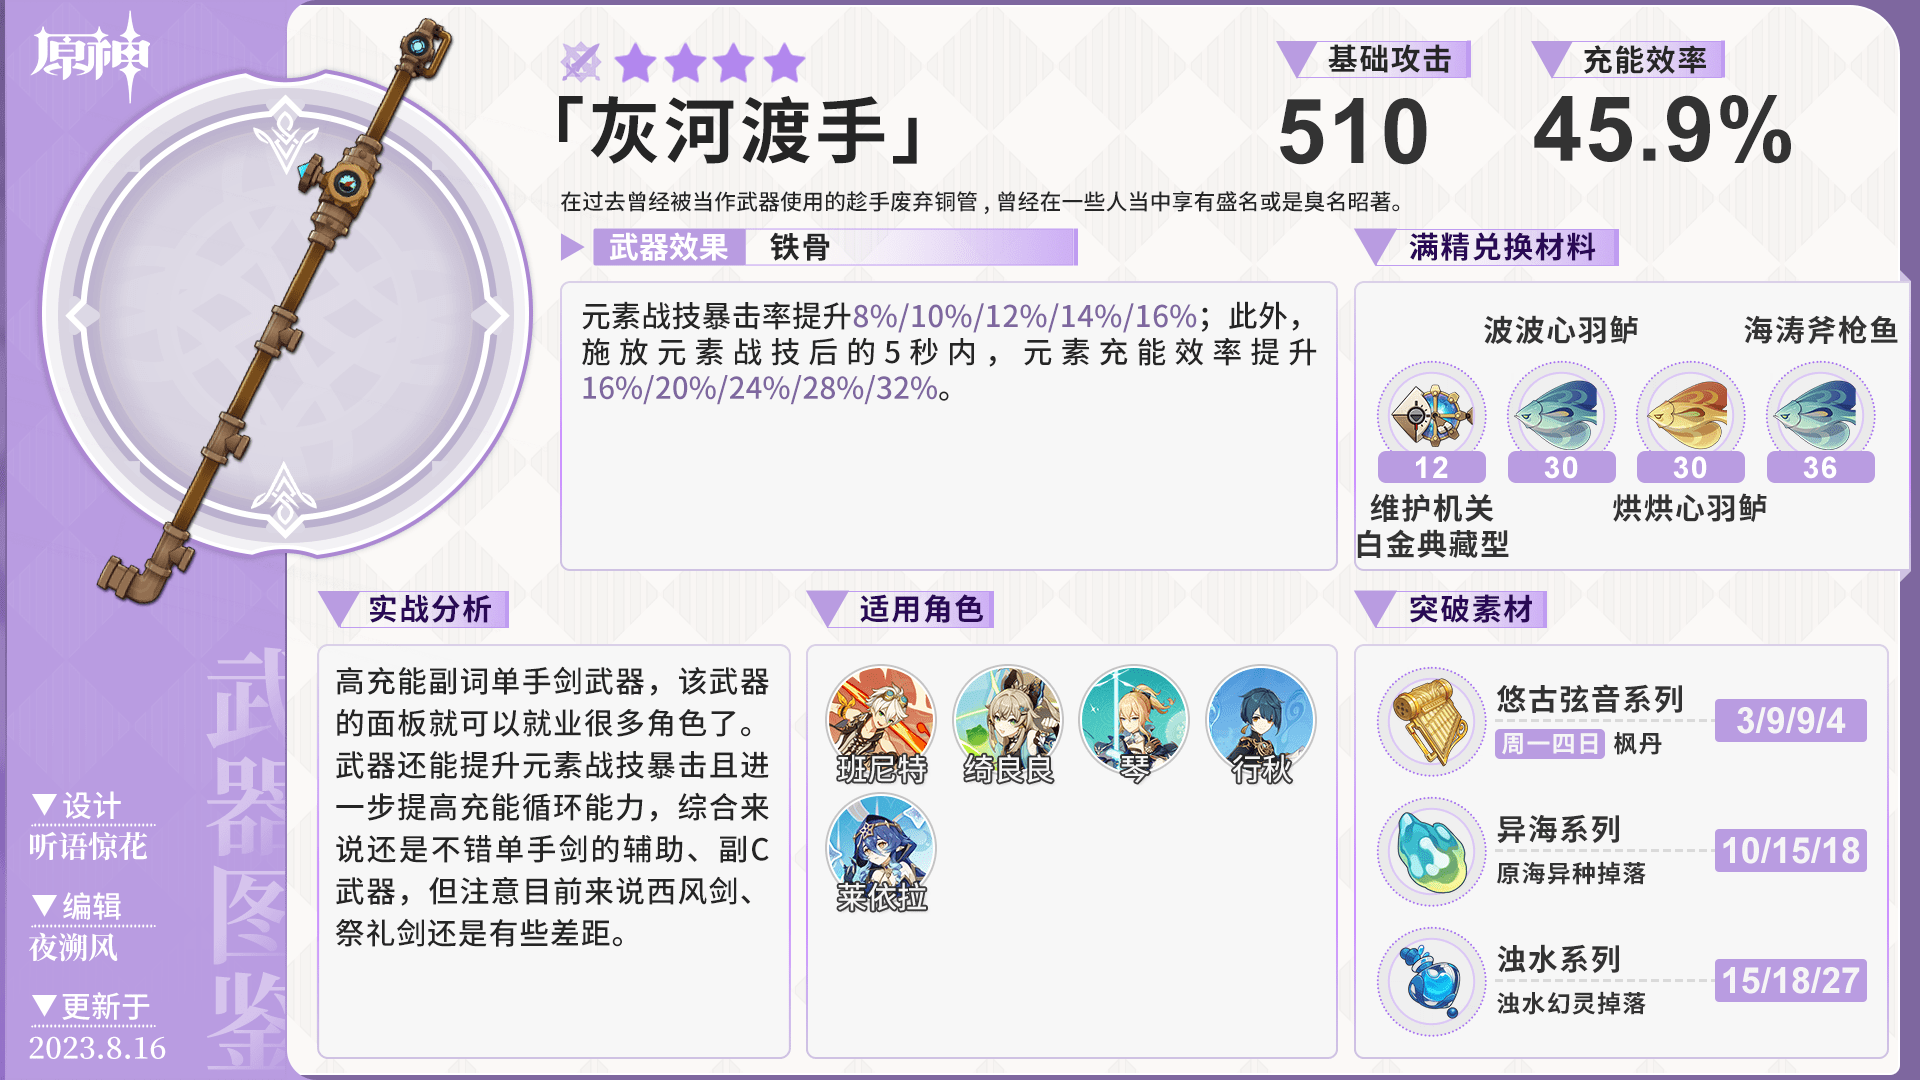 原神
「灰河渡手」
基础攻击
510
充能效率
45.9%
在过去曾经被当作武器使用的趁手废弃铜管，曾经在一些人当中享有盛名或是臭名昭著。
武器效果 铁骨
元素战技暴击率提升8%/10%/12%/14%/16%；此外，
施放元素战技后的5秒内，元素充能效率提升
16%/20%/24%/28%/32%。
满精兑换材料
波波心羽鲈
海涛斧枪鱼
12
30
30
36
维护机关
白金典藏型
烘烘心羽鲈
实战分析
高充能副词单手剑武器，该武器
的面板就可以就业很多角色了。
武器还能提升元素战技暴击且进
一步提高充能循环能力，综合来
说还是不错单手剑的辅助、副C
武器，但注意目前来说西风剑、
祭礼剑还是有些差距。
适用角色
班尼特
绮良良
琴
行秋
莱依拉
突破素材
悠古弦音系列
周一四日 枫丹
3/9/9/4
异海系列
原海异种掉落
10/15/18
浊水系列
浊水幻灵掉落
15/18/27
武器图鉴
▼设计
听语惊花
▼编辑
夜溯风
▼更新于
2023.8.16